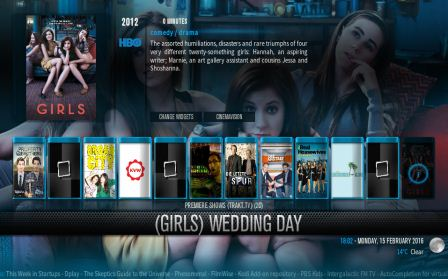 2012
0 MINUTES
HBO
comedy / drama
The assorted humiliations, disasters and rare triumphs of four
very different twenty-something girls: Hannah, an aspiring
writer; Marnie, an art gallery assistant and cousins Jessa and
Shoshanna.
GIRLS
CHANGE WIDGETS
CINEMAVISION
KVW
SPUR
Real
Housewives
PREMIERE SHOWS (TRAKT.TV) (20)
(GIRLS) WEDDING DAY
18:02 - MONDAY, 15 FEBRUARY 2016
14°C Clear
This Week in Startups - Dplay - The Skeptics Guide to the Universe - Phenomenal - FilmWise - Kodi Add-on repository - PBS Kids - Intergalactic FM TV - AutoCompletion for virtual